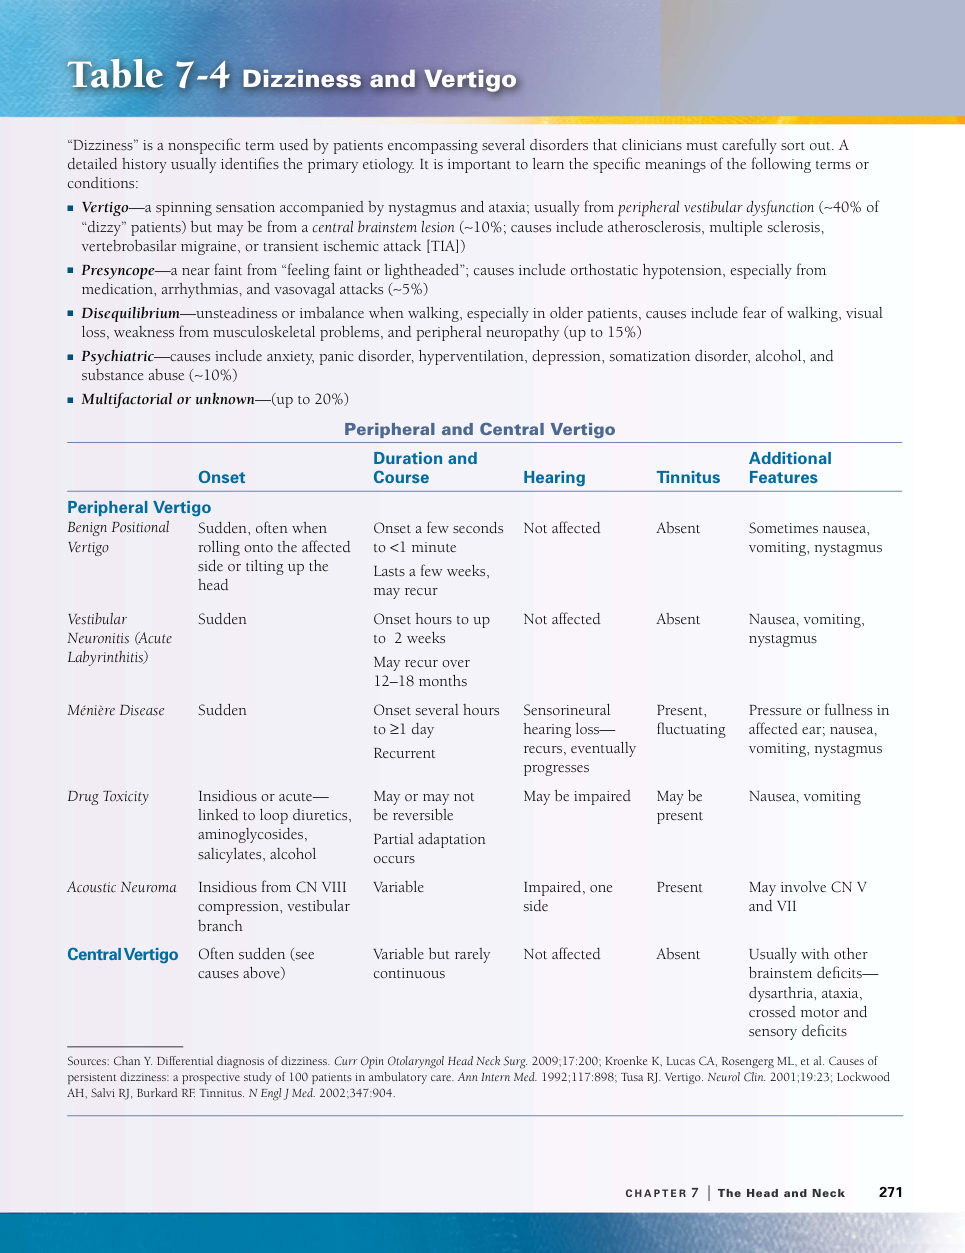 Table 7-4 Dizziness and Vertigo
“Dizziness” is a nonspecific term used by patients encompassing several disorders that clinicians must carefully sort out. A
detailed history usually identifies the primary etiology. It is important to learn the specific meanings of the following terms or
conditions:
■ Vertigo—a spinning sensation accompanied by nystagmus and ataxia; usually from peripheral vestibular dysfunction (~40% of
“dizzy” patients) but may be from a central brainstem lesion (~10%; causes include atherosclerosis, multiple sclerosis,
vertebrobasilar migraine, or transient ischemic attack [TIA])
■ Presyncope—a near faint from “feeling faint or lightheaded”; causes include orthostatic hypotension, especially from
medication, arrhythmias, and vasovagal attacks (~5%)
■ Disequilibrium—unsteadiness or imbalance when walking, especially in older patients, causes include fear of walking, visual
loss, weakness from musculoskeletal problems, and peripheral neuropathy (up to 15%)
■ Psychiatric—causes include anxiety, panic disorder, hyperventilation, depression, somatization disorder, alcohol, and
substance abuse (~10%)
■ Multifactorial or unknown—(up to 20%)
Peripheral and Central Vertigo
Onset
Duration and
Course
Hearing
Tinnitus
Additional
Features
Peripheral Vertigo
Benign Positional
Vertigo
Sudden, often when
rolling onto the affected
side or tilting up the
head
Onset a few seconds
to <1 minute
Lasts a few weeks,
may recur
Not affected
Absent
Sometimes nausea,
vomiting, nystagmus
Vestibular
Neuronitis (Acute
Labyrinthitis)
Sudden
Onset hours to up
to 2 weeks
May recur over
12–18 months
Not affected
Absent
Nausea, vomiting,
nystagmus
Ménière Disease
Sudden
Onset several hours
to ≥1 day
Recurrent
Sensorineural
hearing loss—
recurs, eventually
progresses
Present,
fluctuating
Pressure or fullness in
affected ear; nausea,
vomiting, nystagmus
Drug Toxicity
Insidious or acute—
linked to loop diuretics,
aminoglycosides,
salicylates, alcohol
May or may not
be reversible
Partial adaptation
occurs
May be impaired
May be
present
Nausea, vomiting
Acoustic Neuroma
Insidious from CN VIII
compression, vestibular
branch
Variable
Impaired, one
side
Present
May involve CN V
and VII
Central Vertigo
Often sudden (see
causes above)
Variable but rarely
continuous
Not affected
Absent
Usually with other
brainstem deficits—
dysarthria, ataxia,
crossed motor and
sensory deficits
Sources: Chan Y. Differential diagnosis of dizziness. Curr Opin Otolaryngol Head Neck Surg. 2009;17:200; Kroenke K, Lucas CA, Rosengerg ML, et al. Causes of
persistent dizziness: a prospective study of 100 patients in ambulatory care. Ann Intern Med. 1992;117:898; Tusa RJ. Vertigo. Neurol Clin. 2001;19:23; Lockwood
AH, Salvi RJ, Burkard RF. Tinnitus. N Engl J Med. 2002;347:904.
CHAPTER 7 | The Head and Neck 271